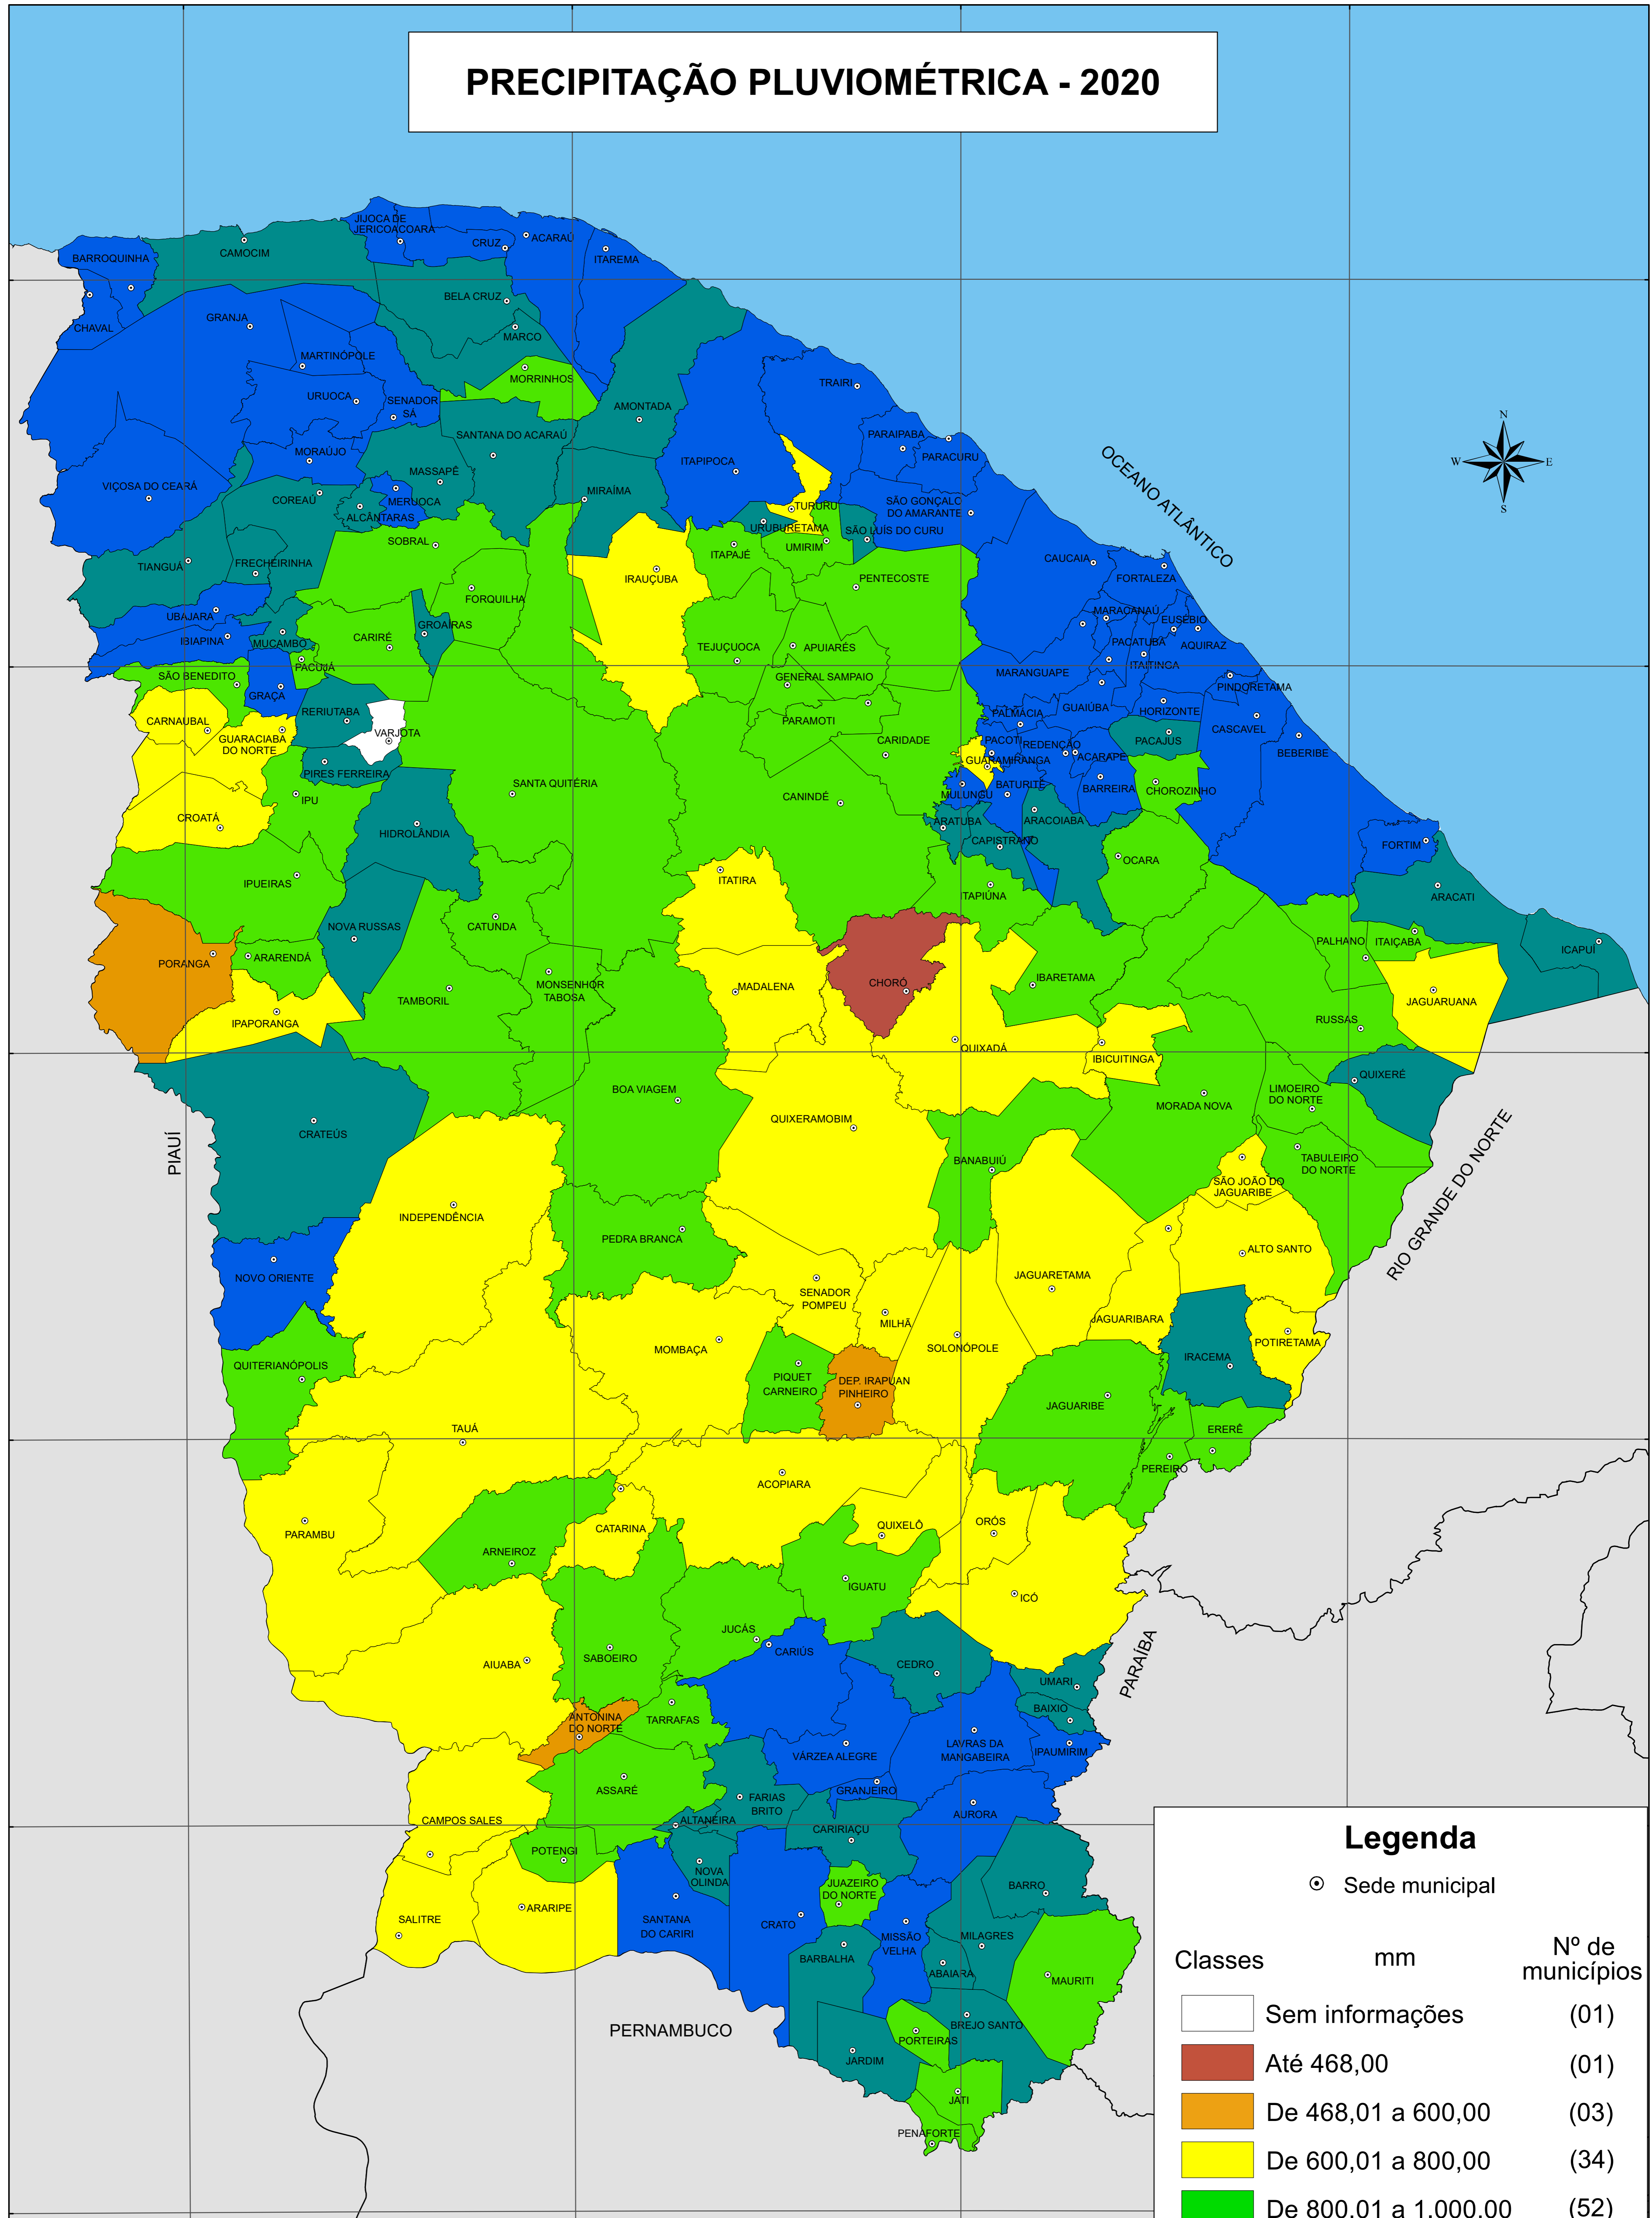 PRECIPITAÇÃO PLUVIOMÉTRICA - 2020
JIJOCA DE
JERICOACOARA
CRUZ
ACARAÚ
ITAREMA
BARROQUINHA
CAMOCIM
CHAVAL
BELA CRUZ
GRANJA
MARCO
MARTINÓPOLE
MORRINHOS
TRAIRI
URUOCA
SENADOR
SÁ
AMONTADA
N
W
E
S
PARAIPABA
PARACURU
SANTANA DO ACARAÚ
MORAÚJO
ITAPIPOCA
OCEANO ATLÂNTICO
MASSAPÊ
VIÇOSA DO CEARÁ
COREAÚ
MERUOCA
MIRAÍMA
TURURU
SÃO GONÇALO
DO AMARANTE
ALCÂNTARAS
URUBURETAMA
SÃO LUÍS DO CURU
SOBRAL
ITAPAJÉ
UMIRIM
CAUCAIA
TIANGUÁ
FRECHEIRINHA
IRAUÇUBA
PENTECOSTE
FORTALEZA
FORQUILHA
UBAJARA
MARACANAÚ
EUSÉBIO
IBIAPINA
MUCAMBO
CARIRÉ
GROAÍRAS
PACATUBA
AQUIRAZ
TEJUÇUOCA
APUIARÉS
ITAITINGA
PACUJÁ
MARANGUAPE
SÃO BENEDITO
GENERAL SAMPAIO
PINDORETAMA
GRAÇA
GUAIÚBA
HORIZONTE
RERIUTABA
PALMÁCIA
CARNAUBAL
PARAMOTI
CASCAVEL
VARJOTA
GUARACIABA
DO NORTE
CARIDADE
PACOTI
REDENÇÃO
PACAJUS
BEBERIBE
GUARAMIRANGA
ACARAPE
PIRES FERREIRA
SANTA QUITÉRIA
BATURITÉ
BARREIRA
CHOROZINHO
IPU
CANINDÉ
MULUNGU
CROATÁ
HIDROLÂNDIA
ARATUBA
ARACOIABA
CAPISTRANO
FORTIM
OCARA
IPUEIRAS
ITATIRA
ITAPIÚNA
ARACATI
NOVA RUSSAS
CATUNDA
PALHANO
ITAIÇABA
ICAPUÍ
PORANGA
ARARENDÁ
IBARETAMA
CHORÓ
MONSENHOR
TABOSA
MADALENA
TAMBORIL
JAGUARUANA
IPAPORANGA
RUSSAS
QUIXADÁ
IBICUITINGA
QUIXERÉ
BOA VIAGEM
LIMOEIRO
DO NORTE
MORADA NOVA
QUIXERAMOBIM
CRATEÚS
PIAUÍ
BANABUIÚ
TABULEIRO
DO NORTE
SÃO JOÃO DO
JAGUARIBE
RIO GRANDE DO NORTE
INDEPENDÊNCIA
PEDRA BRANCA
ALTO SANTO
NOVO ORIENTE
JAGUARETAMA
SENADOR
POMPEU
MILHÃ
JAGUARIBARA
POTIRETAMA
MOMBAÇA
SOLONÓPOLE
IRACEMA
QUITERIANÓPOLIS
PIQUET
CARNEIRO
DEP. IRAPUAN
PINHEIRO
JAGUARIBE
TAUÁ
ERERÊ
PEREIRO
ACOPIARA
PARAMBU
CATARINA
QUIXELÔ
ORÓS
ARNEIROZ
IGUATU
ICÓ
JUCÁS
CARIÚS
SABOEIRO
AIUABA
CEDRO
PARAÍBA
UMARI
BAIXIO
ANTONINA
DO NORTE
TARRAFAS
LAVRAS DA
MANGABEIRA
VÁRZEA ALEGRE
IPAUMIRIM
ASSARÉ
GRANJEIRO
FARIAS
BRITO
AURORA
CAMPOS SALES
ALTANEIRA
CARIRIAÇU
POTENGI
NOVA
OLINDA
JUAZEIRO
DO NORTE
BARRO
ARARIPE
SALITRE
SANTANA
DO CARIRI
CRATO
MISSÃO
VELHA
MILAGRES
BARBALHA
ABAIARA
MAURITI
BREJO SANTO
PERNAMBUCO
PORTEIRAS
JARDIM
JATI
PENAFORTE
Legenda
Sede municipal
Classes mm Nº de
municípios
Sem informações (01)
Até 468,00 (01)
De 468,01 a 600,00 (03)
De 600,01 a 800,00 (34)
De 800,01 a 1.000,00 (52)